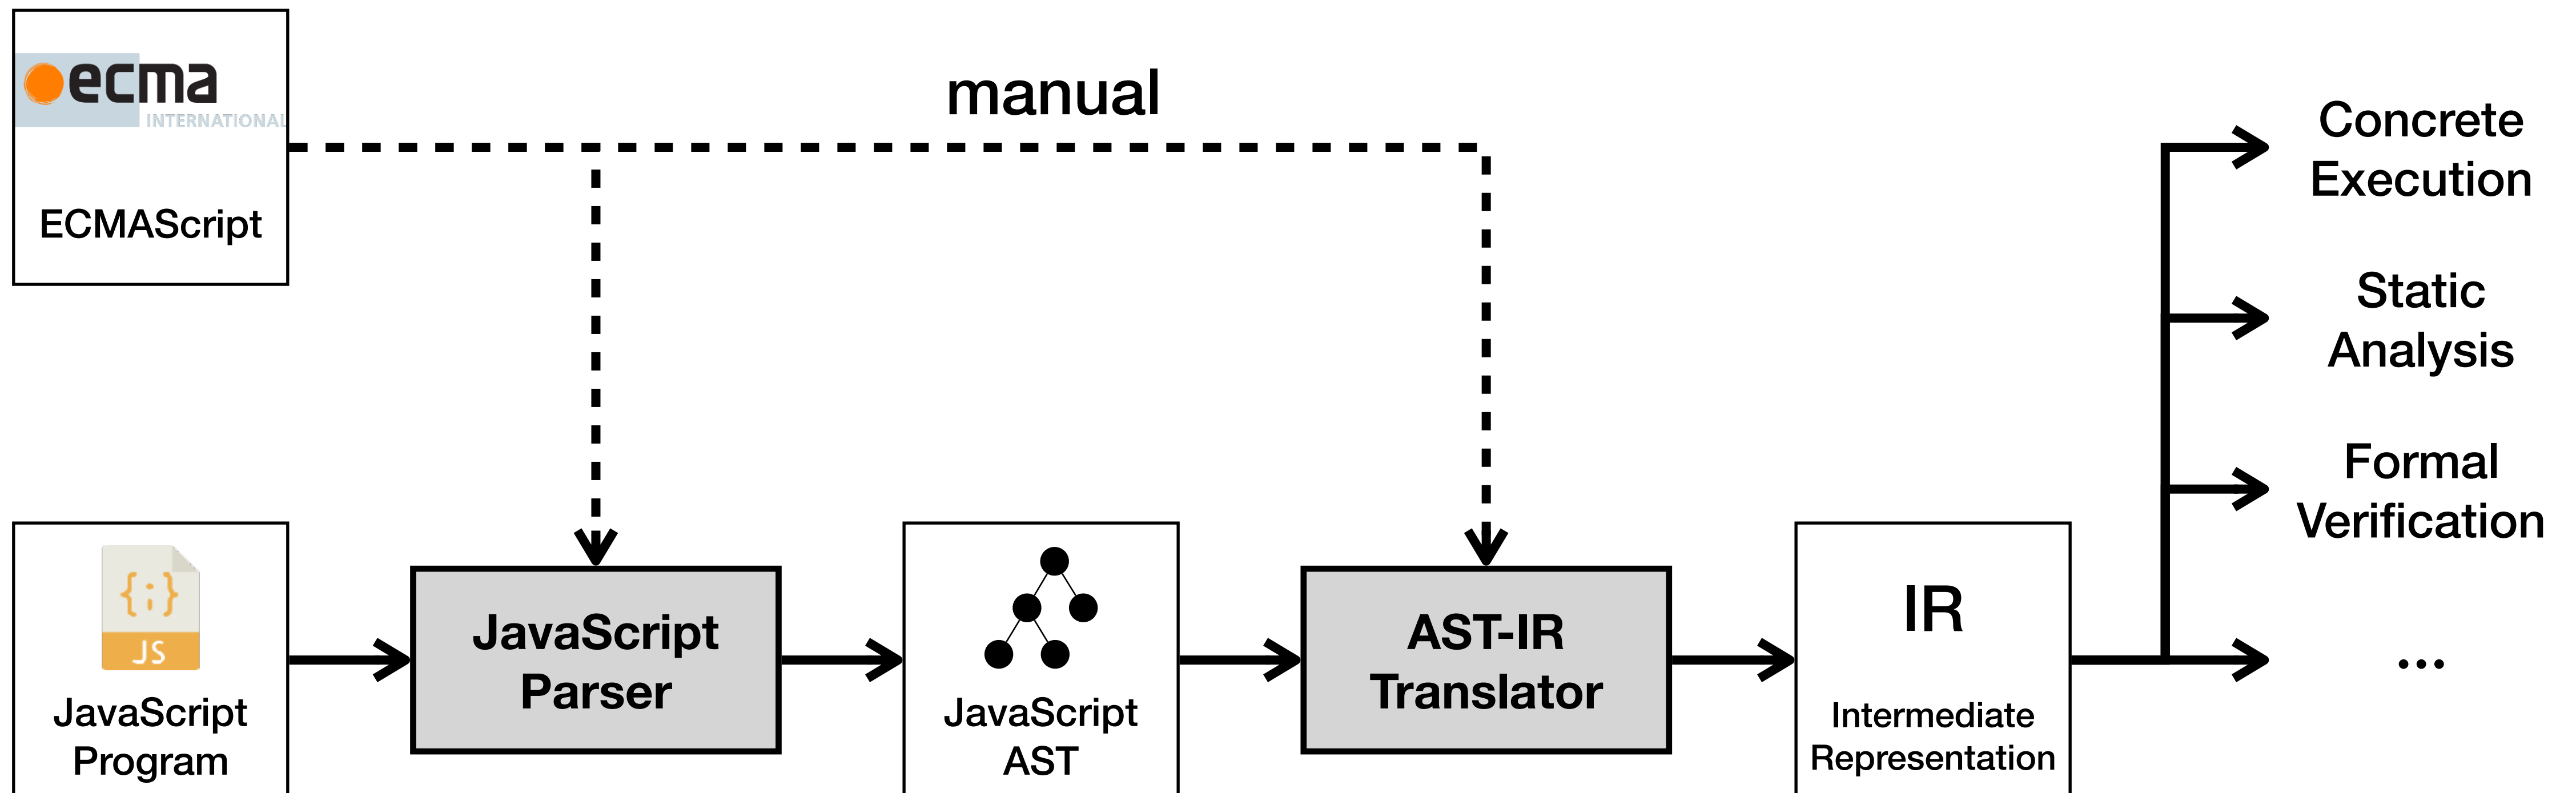 ecma
INTERNATIONAL
ECMAScript
manual
Concrete
Execution
Static
Analysis
Formal
Verification
...
{;}
JS
JavaScript
Program
JavaScript
Parser
JavaScript
AST
AST-IR
Translator
IR
Intermediate
Representation